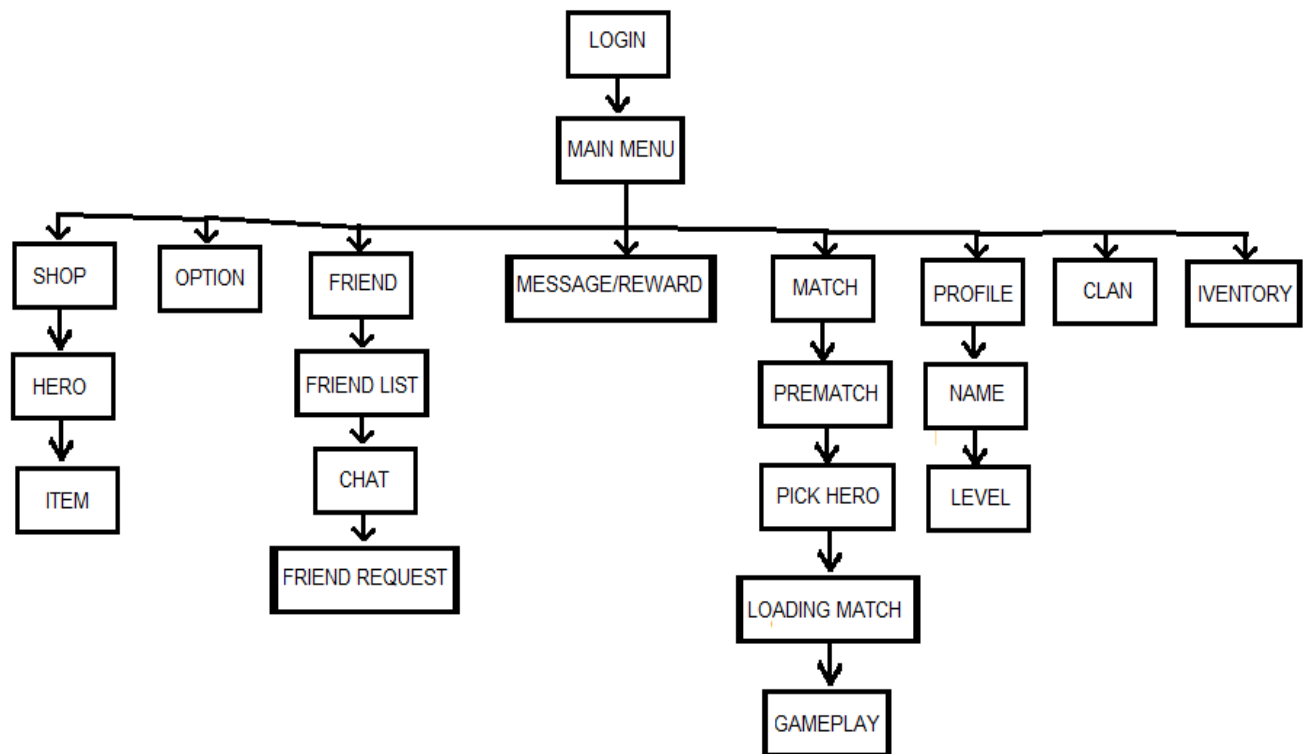 LOGIN
MAIN MENU
SHOP
OPTION
FRIEND
MESSAGE/REWARD
MATCH
PROFILE
CLAN
IVENTORY
HERO
FRIEND LIST
PREMATCH
NAME
ITEM
CHAT
PICK HERO
LEVEL
FRIEND REQUEST
LOADING MATCH
GAMEPLAY